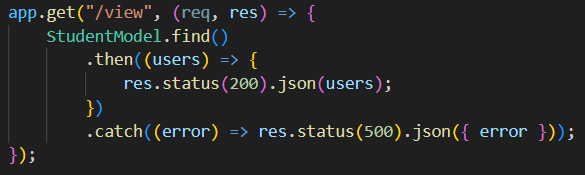 app.get("/view", (req, res) => {
    StudentModel.find()
        .then((users) => {
            res.status(200).json(users);
        })
        .catch((error) => res.status(500).json({ error }));
});